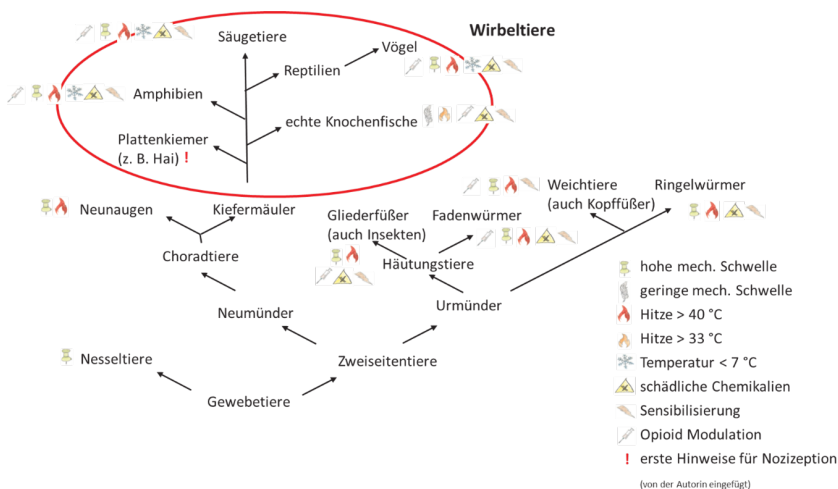 Wirbeltiere
Säugetiere
Vögel
Reptilien
Amphibien
echte Knochenfische
Plattenkiemer
(z. B. Hai) !
Neunaugen
Kiefermäuler
Gliederfüßer
(auch Insekten)
Fadenwürmer
Weichtiere
(auch Kopffüßer)
Ringelwürmer
Choradtiere
Häutungstiere
Neumünder
Urmünder
Nesseltiere
Zweiseitentiere
Gewebetiere
hohe mech. Schwelle
geringe mech. Schwelle
Hitze > 40 °C
Hitze > 33 °C
Temperatur < 7 °C
schädliche Chemikalien
Sensibilisierung
Opioid Modulation
! erste Hinweise für Nozizeption
(von der Autorin eingefügt)